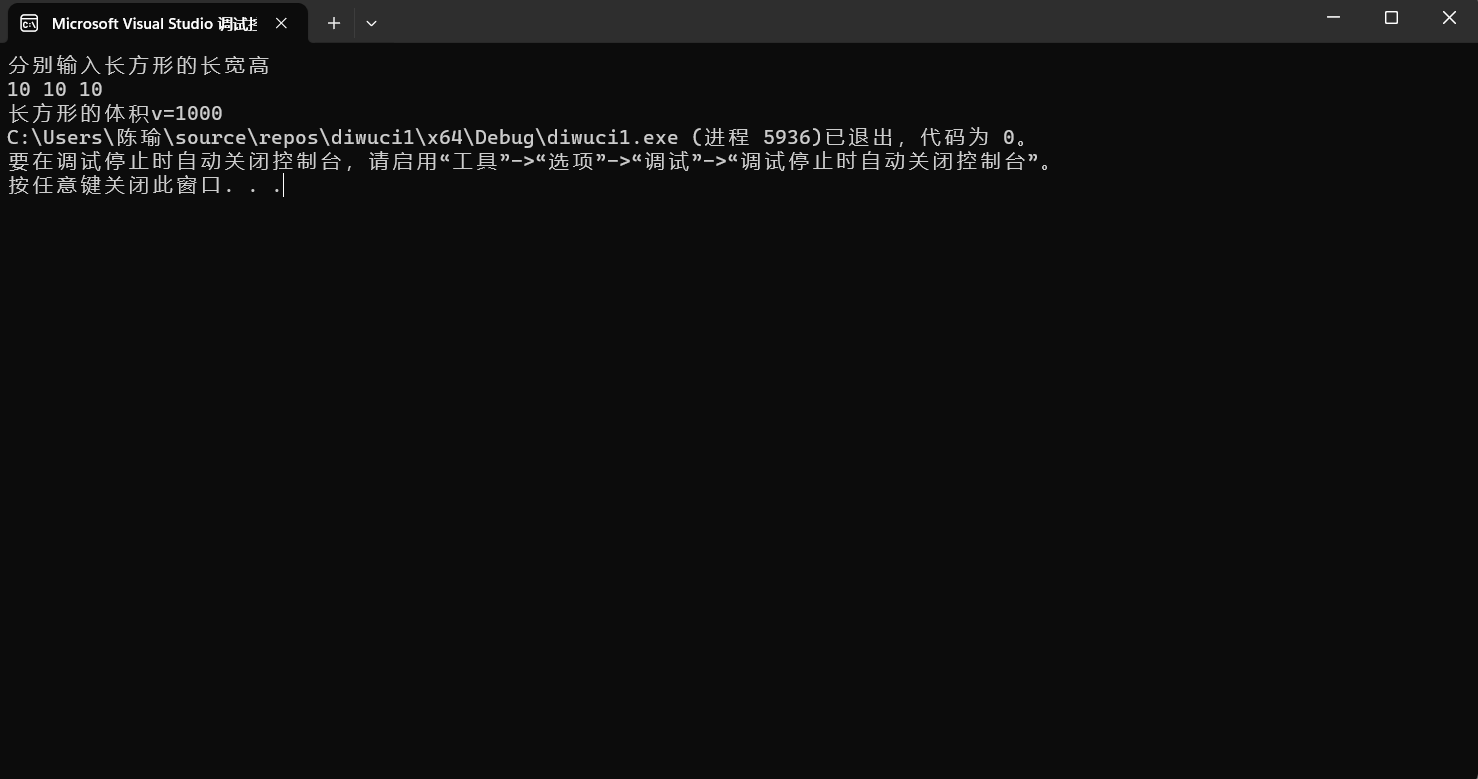 Microsoft Visual Studio 调试
分别输入长方形的长宽高
10 10 10
长方形的体积v=1000
C:\Users\陈瑜\source\repos\diwuci1\x64\Debug\diwuci1.exe (进程 5936)已退出，代码为 0。
要在调试停止时自动关闭控制台，请启用“工具”->“选项”->“调试”->“调试停止时自动关闭控制台”。
按任意键关闭此窗口. . .